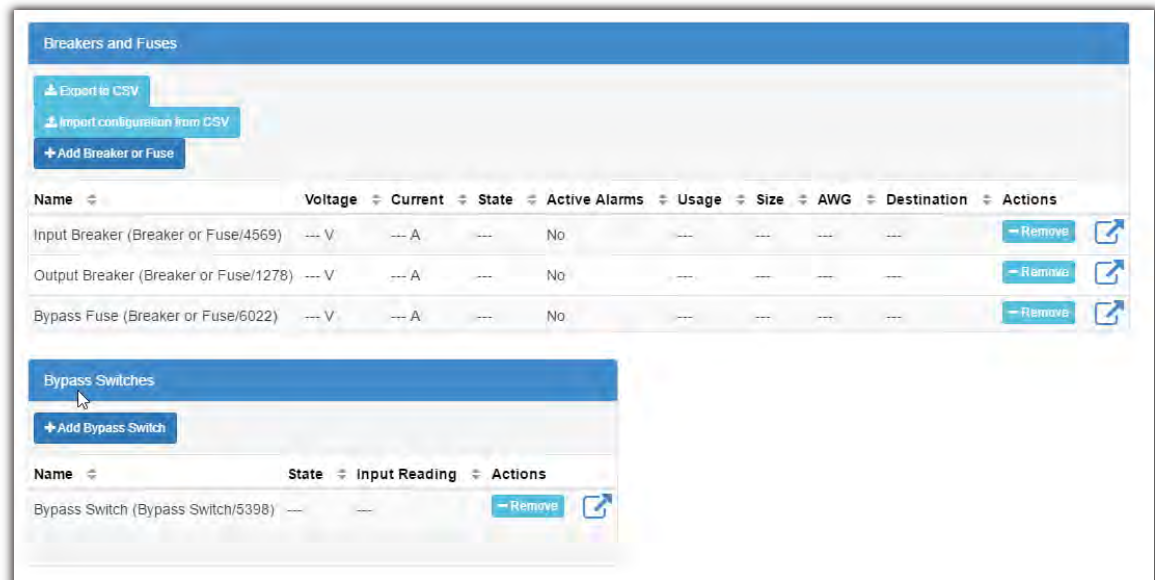 Breakers and Fuses
Export to CSV
Import configuration from CSV
+ Add Breaker or Fuse
Name Voltage Current State Active Alarms Usage Size AWG Destination Actions
Input Breaker (Breaker or Fuse/4569) --- V --- A --- No --- --- --- --- − Remove
Output Breaker (Breaker or Fuse/1278) --- V --- A --- No --- --- --- --- − Remove
Bypass Fuse (Breaker or Fuse/6022) --- V --- A --- No --- --- --- --- − Remove
Bypass Switches
+ Add Bypass Switch
Name State Input Reading Actions
Bypass Switch (Bypass Switch/5398) --- --- − Remove